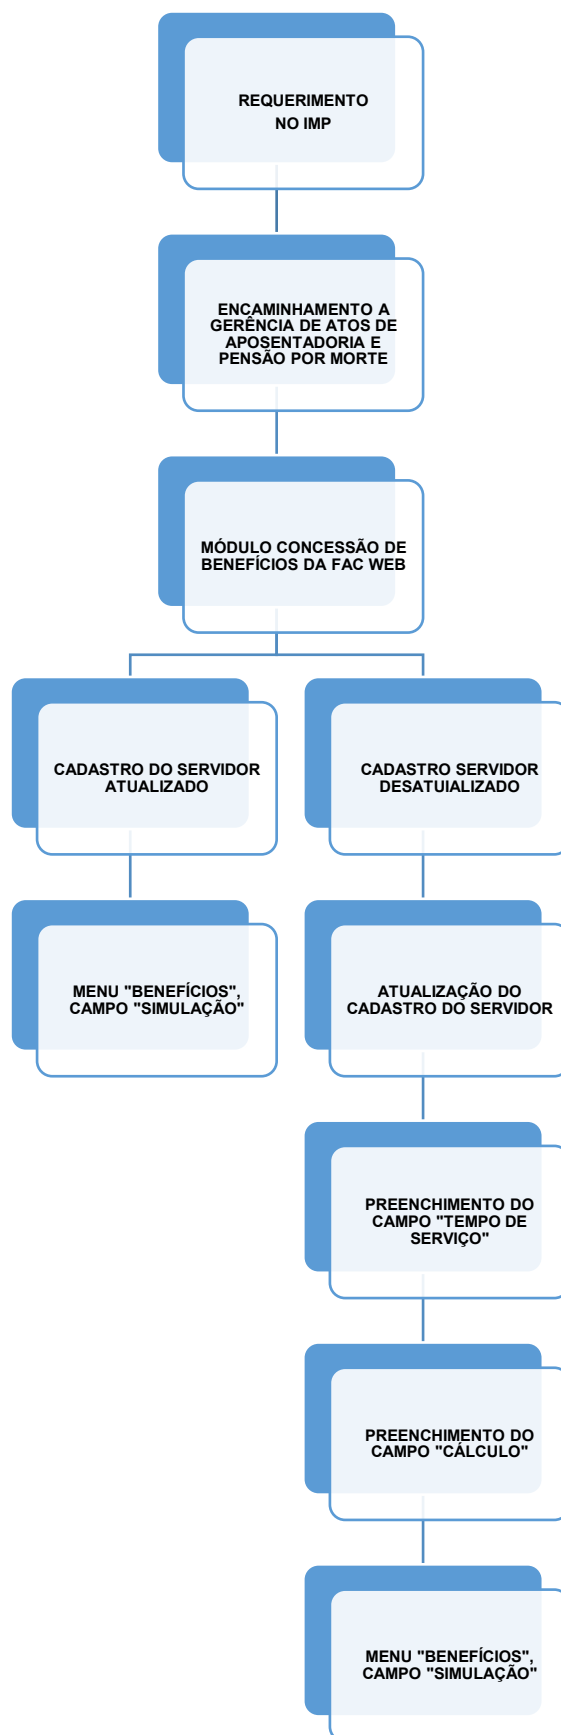 REQUERIMENTO
NO IMP
ENCAMINHAMENTO A
GERÊNCIA DE ATOS DE
APOSENTADORIA E
PENSÃO POR MORTE
MÓDULO CONCESSÃO DE
BENEFÍCIOS DA FAC WEB
CADASTRO DO SERVIDOR
ATUALIZADO
CADASTRO SERVIDOR
DESATUIALIZADO
MENU "BENEFÍCIOS",
CAMPO "SIMULAÇÃO"
ATUALIZAÇÃO DO
CADASTRO DO SERVIDOR
PREENCHIMENTO DO
CAMPO "TEMPO DE
SERVIÇO"
PREENCHIMENTO DO
CAMPO "CÁLCULO"
MENU "BENEFÍCIOS",
CAMPO "SIMULAÇÃO"